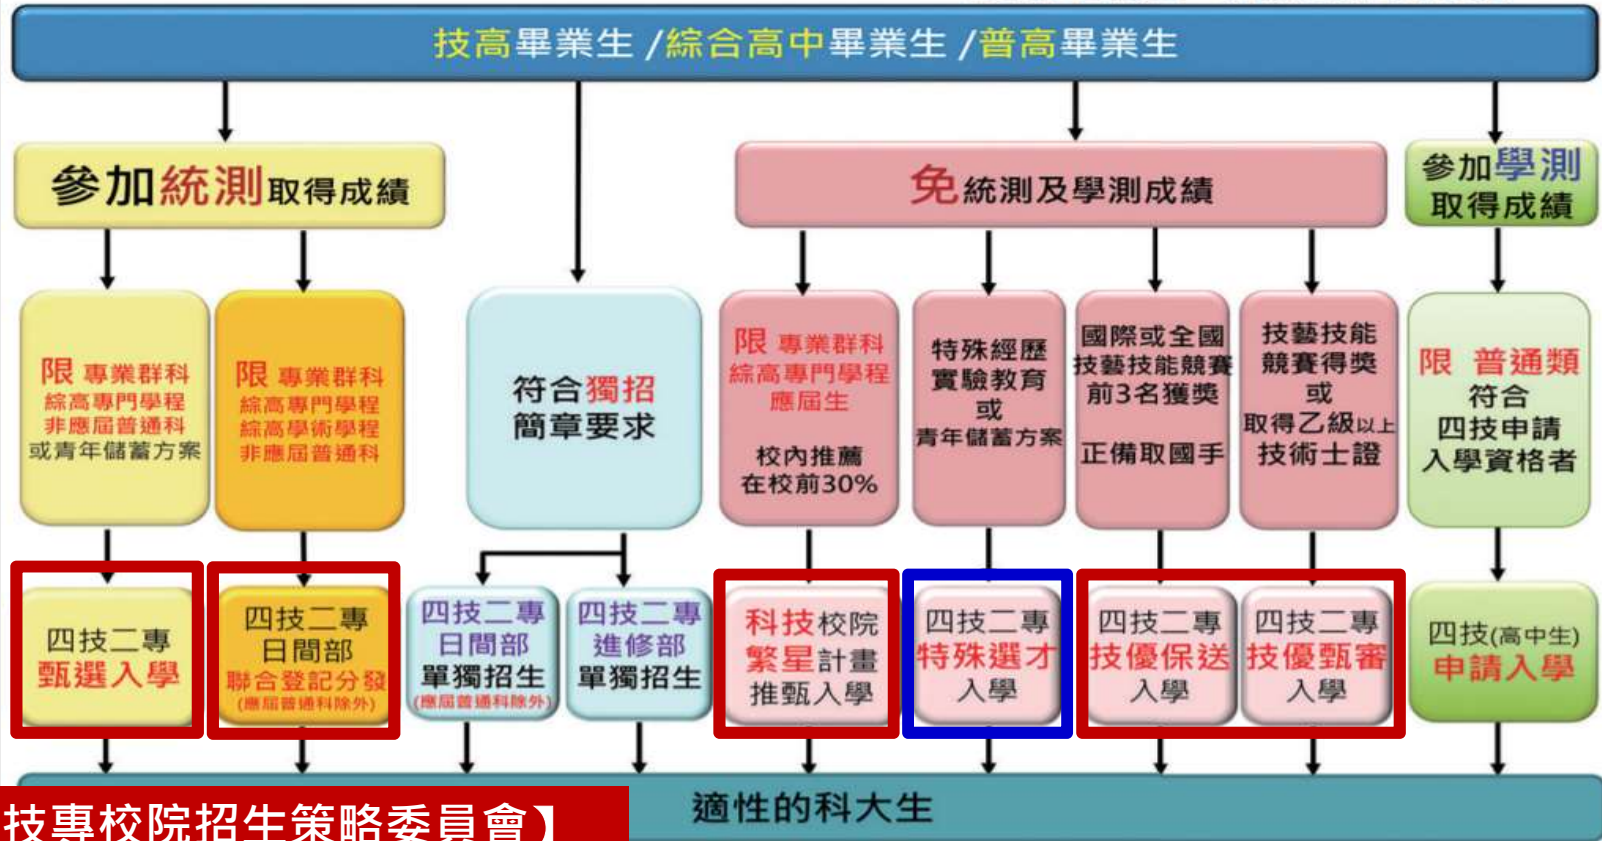 技高畢業生 /綜合高中畢業生 /普高畢業生
參加統測取得成績
免統測及學測成績
參加學測
取得成績
限 專業群科
綜高專門學程
非應屆普通科
或青年儲蓄方案
限 專業群科
綜高專門學程
綜高學術學程
非應屆普通科
符合獨招
簡章要求
限 專業群科
綜高專門學程
應屆生
校內推薦
在校前30%
特殊經歷
實驗教育
或
青年儲蓄方案
國際或全國
技藝技能競賽
前3名獲獎
正備取國手
技藝技能
競賽得獎
或
取得乙級以上
技術士證
限 普通類
符合
四技申請
入學資格者
四技二專
甄選入學
四技二專
日間部
聯合登記分發
(應屆普通科除外)
四技二專
日間部
單獨招生
(應屆普通科除外)
四技二專
進修部
單獨招生
科技校院
繁星計畫
推甄入學
四技二專
特殊選才
入學
四技二專
技優保送
入學
四技二專
技優甄審
入學
四技(高中生)
申請入學
適性的科大生
技專校院招生策略委員會】